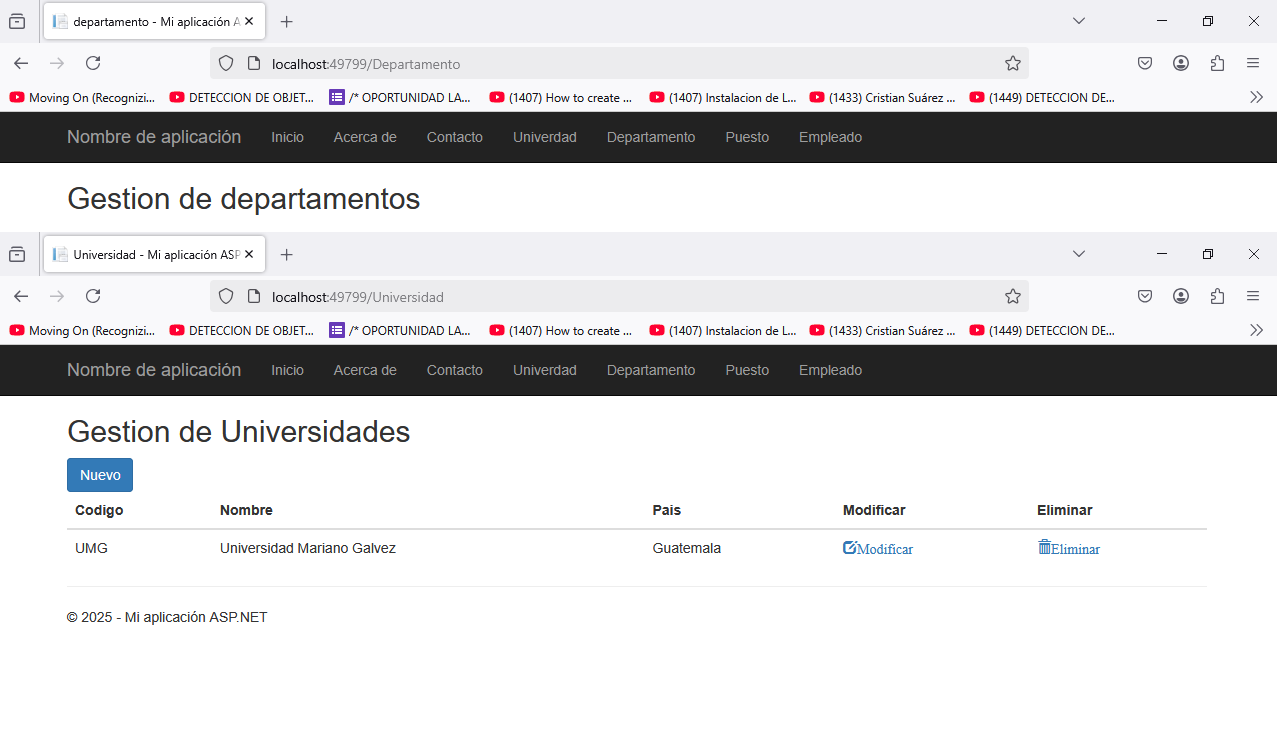 departamento - Mi aplicación A
localhost:49799/Departamento
Moving On (Recognizi... DETECCION DE OBJET... /* OPORTUNIDAD LA... (1407) How to create ... (1407) Instalacion de L... (1433) Cristian Suárez ... (1449) DETECCION DE...
Nombre de aplicación Inicio Acerca de Contacto Univerdad Departamento Puesto Empleado
Gestion de departamentos
Universidad - Mi aplicación ASP
localhost:49799/Universidad
Moving On (Recognizi... DETECCION DE OBJET... /* OPORTUNIDAD LA... (1407) How to create ... (1407) Instalacion de L... (1433) Cristian Suárez ... (1449) DETECCION DE...
Nombre de aplicación Inicio Acerca de Contacto Univerdad Departamento Puesto Empleado
Gestion de Universidades
Nuevo
Codigo Nombre Pais Modificar Eliminar
UMG Universidad Mariano Galvez Guatemala Modificar Eliminar
© 2025 - Mi aplicación ASP.NET